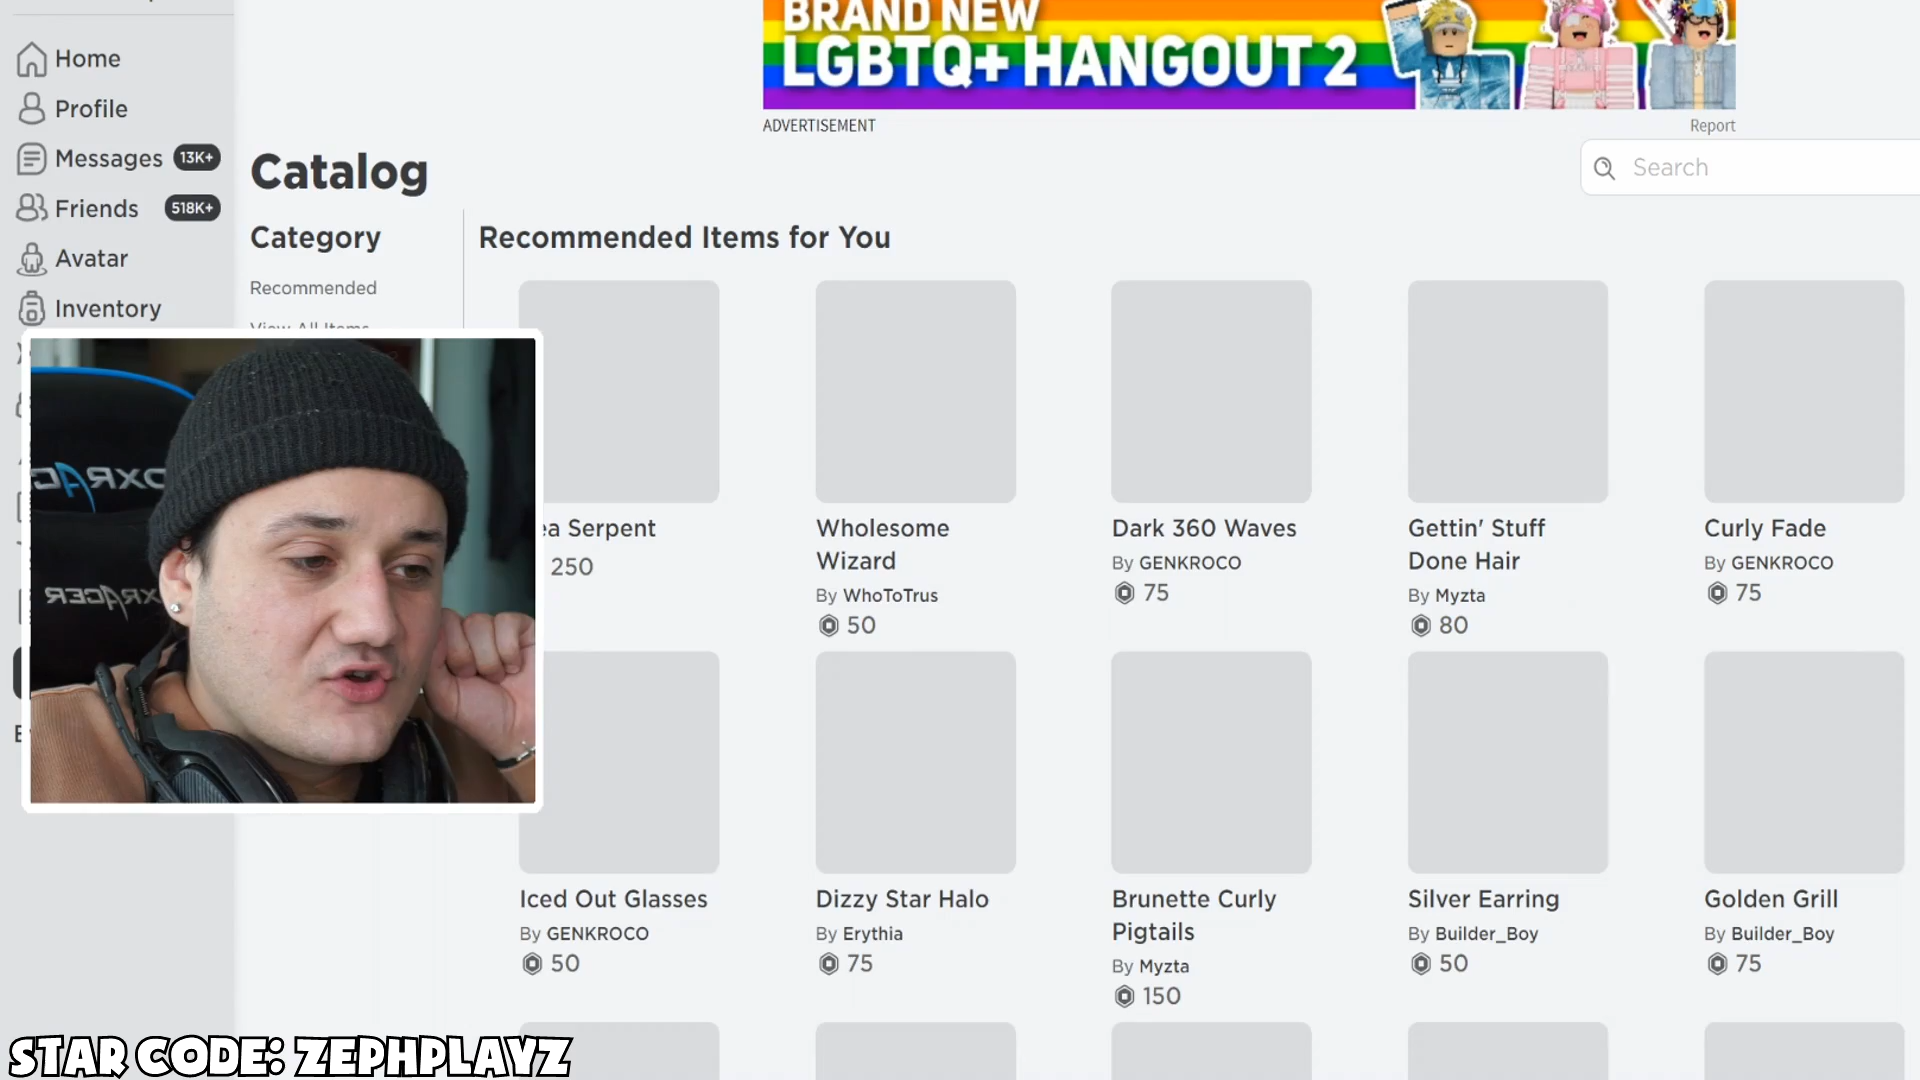 BRAND NEW
LGBTQ+ HANGOUT 2
ADVERTISEMENT
Report
Home
Profile
Messages 13K+
Friends 518K+
Avatar
Inventory
Catalog
Search
Category
Recommended
View All Items
Recommended Items for You
ea Serpent
250
Wholesome
Wizard
By WhoToTrus
50
Dark 360 Waves
By GENKROCO
75
Gettin' Stuff
Done Hair
By Myzta
80
Curly Fade
By GENKROCO
75
Iced Out Glasses
By GENKROCO
50
Dizzy Star Halo
By Erythia
75
Brunette Curly
Pigtails
By Myzta
150
Silver Earring
By Builder_Boy
50
Golden Grill
By Builder_Boy
75
STAR CODE: ZEPHPLAYZ